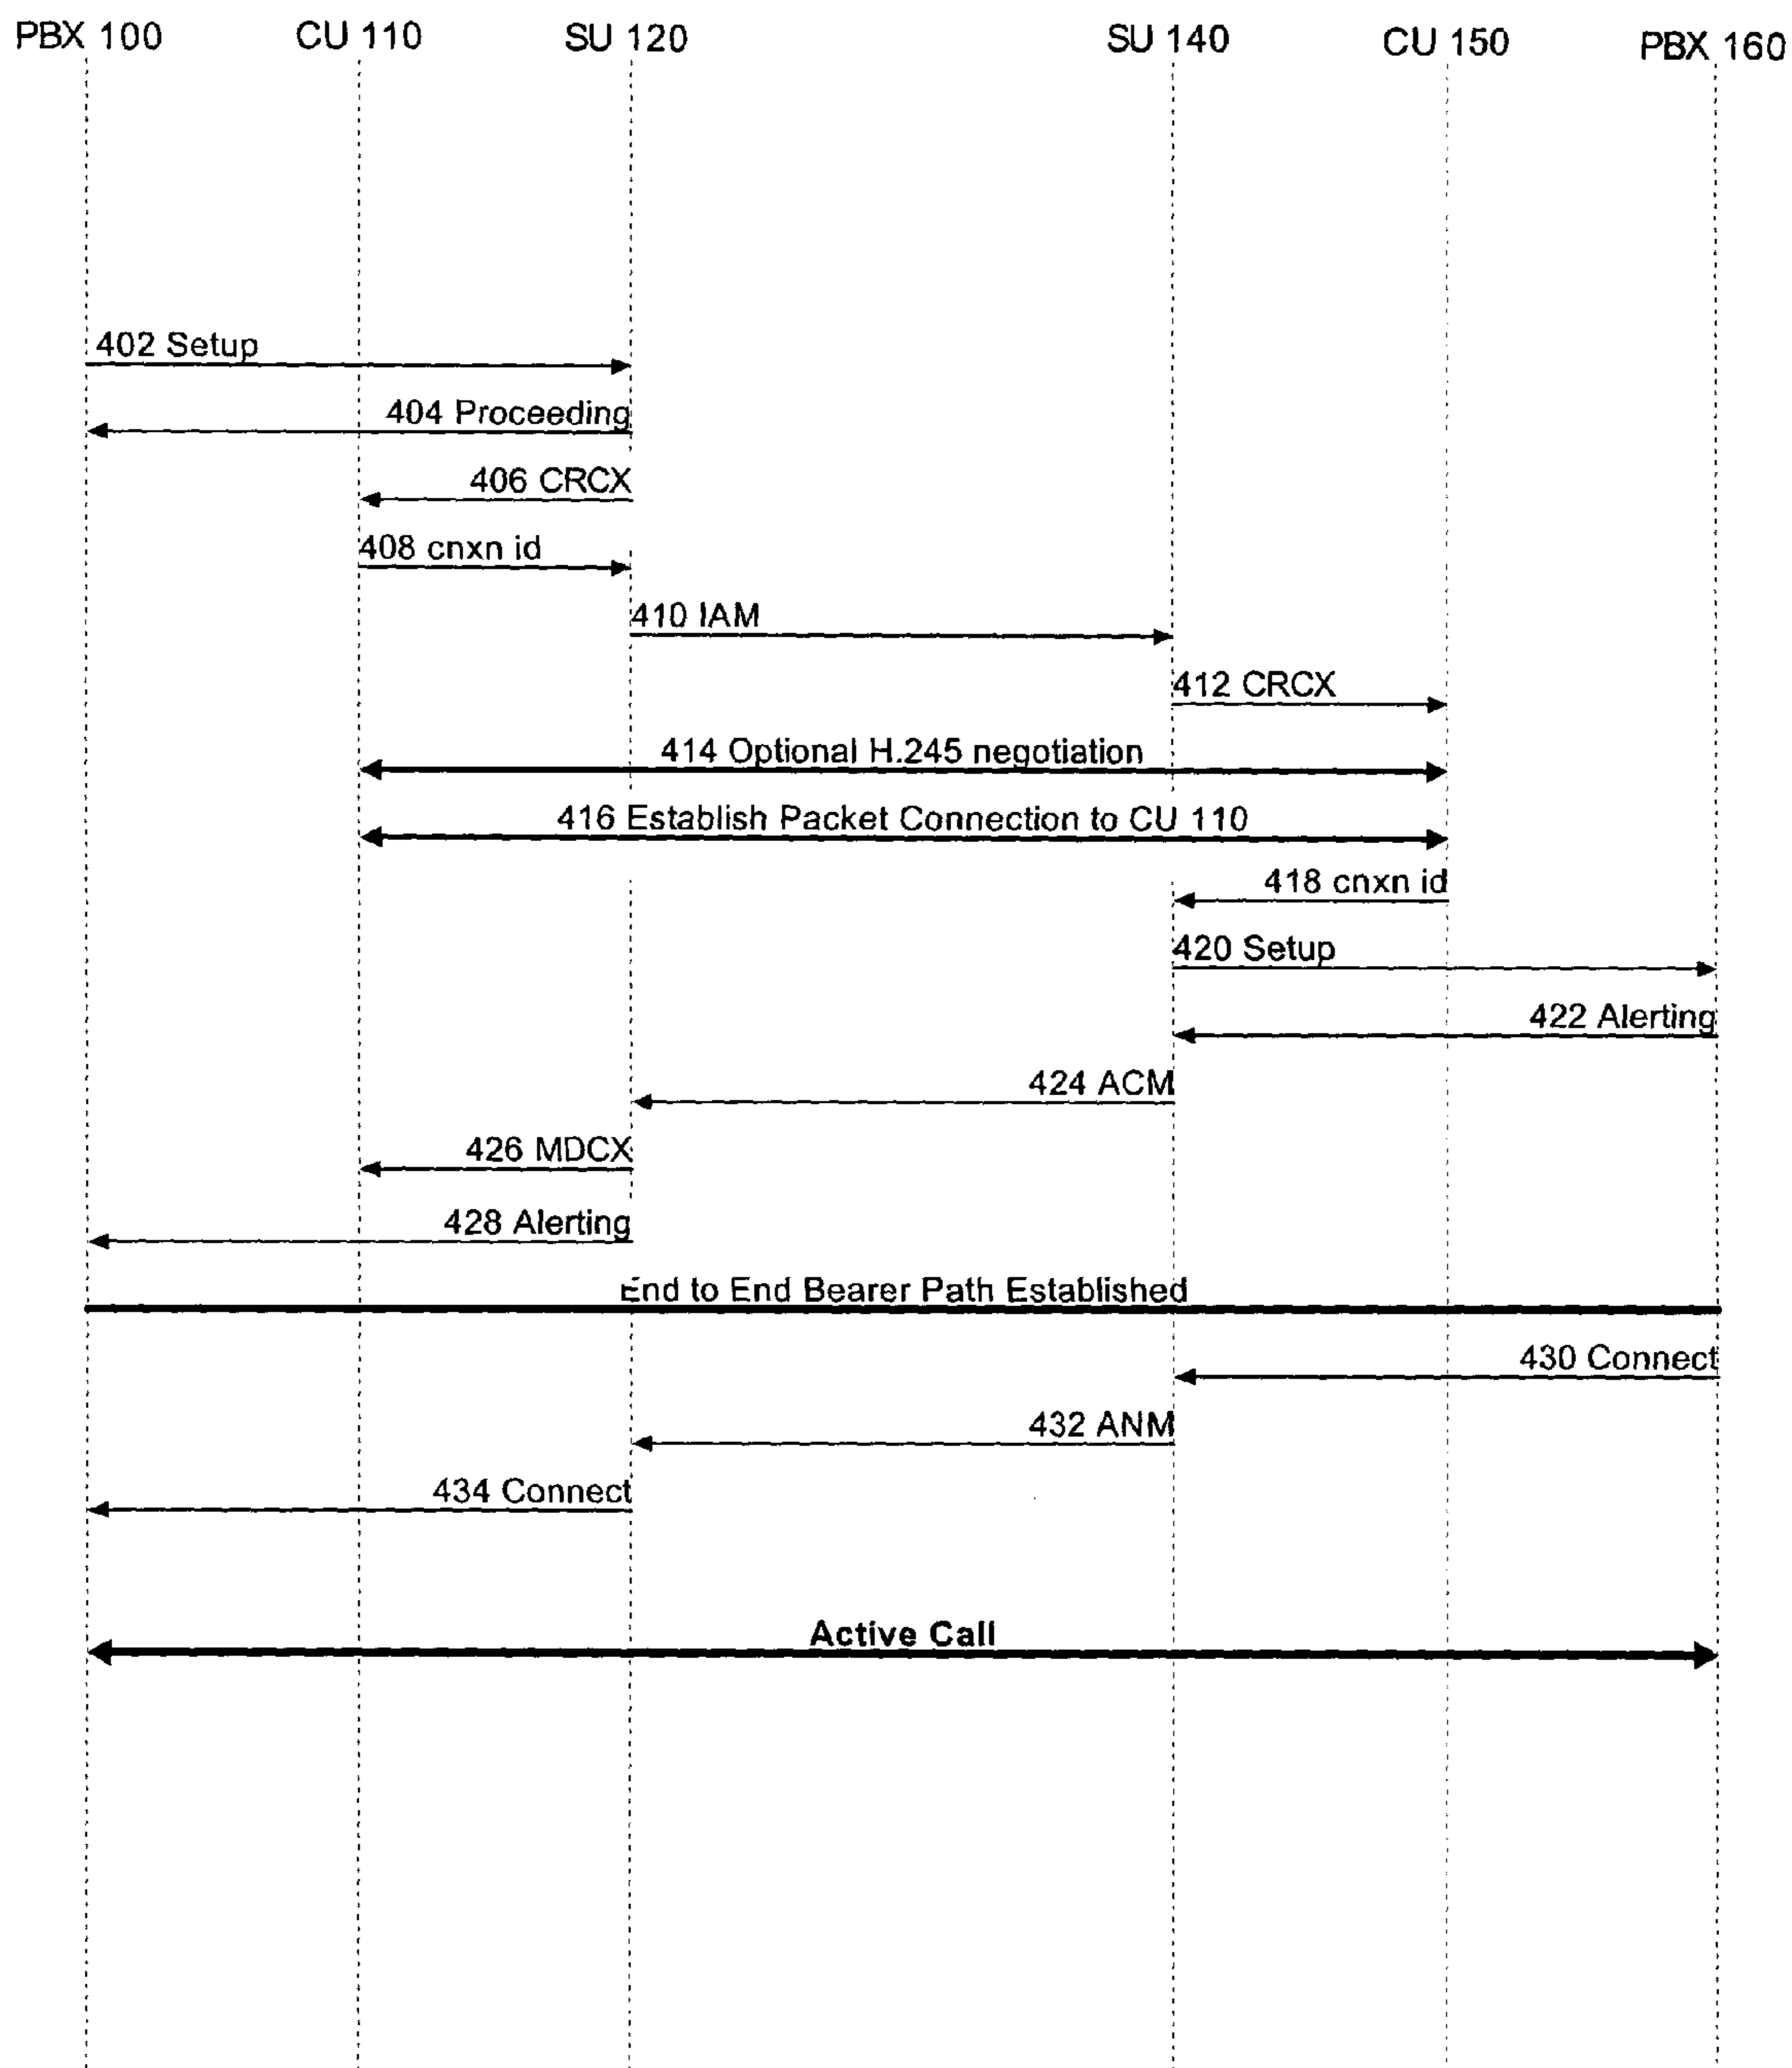 PBX 100 CU 110 SU 120 SU 140 CU 150 PBX 160
402 Setup
404 Proceeding
406 CRCX
408 cnxn id
410 IAM
412 CRCX
414 Optional H.245 negotiation
416 Establish Packet Connection to CU 110
418 cnxn id
420 Setup
422 Alerting
424 ACM
426 MDCX
428 Alerting
End to End Bearer Path Established
430 Connect
432 ANM
434 Connect
Active Call